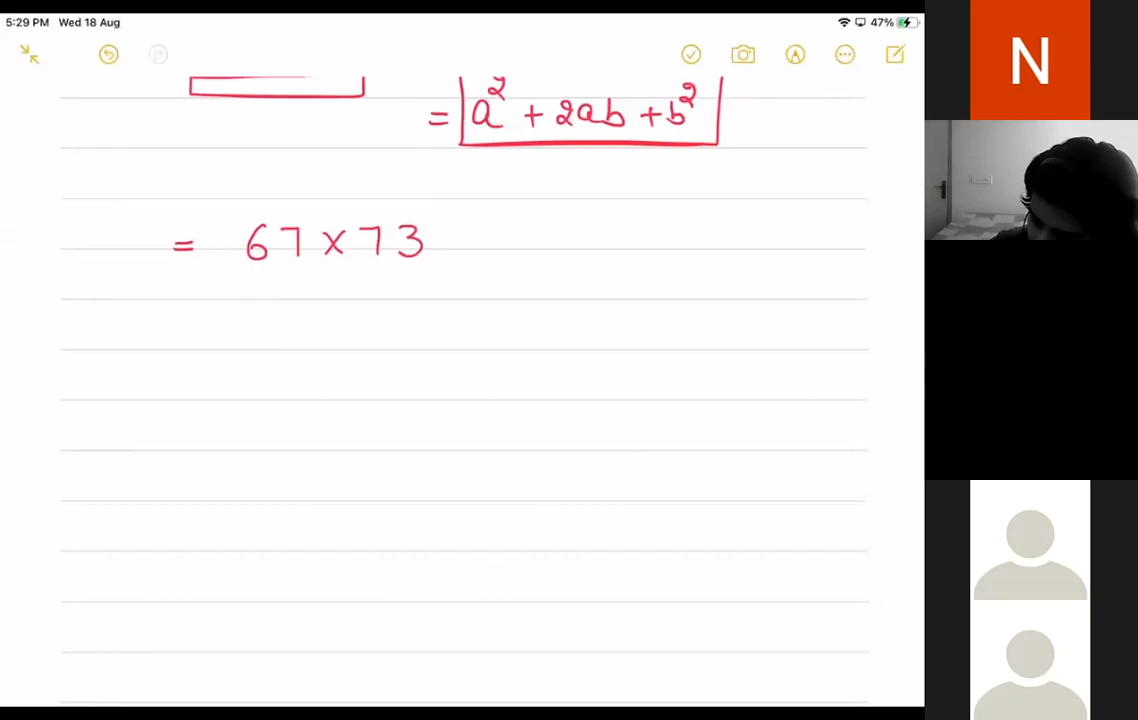 5:29 PM Wed 18 Aug 47%
= a² + 2ab + b²
= 67 × 73
N